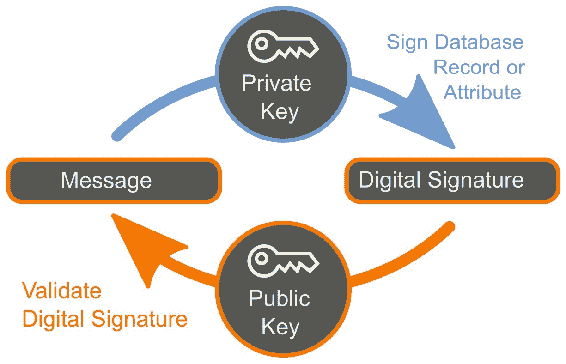 Private
Key
Sign Database
Record or
Attribute
Message
Digital Signature
Validate
Digital Signature
Public
Key